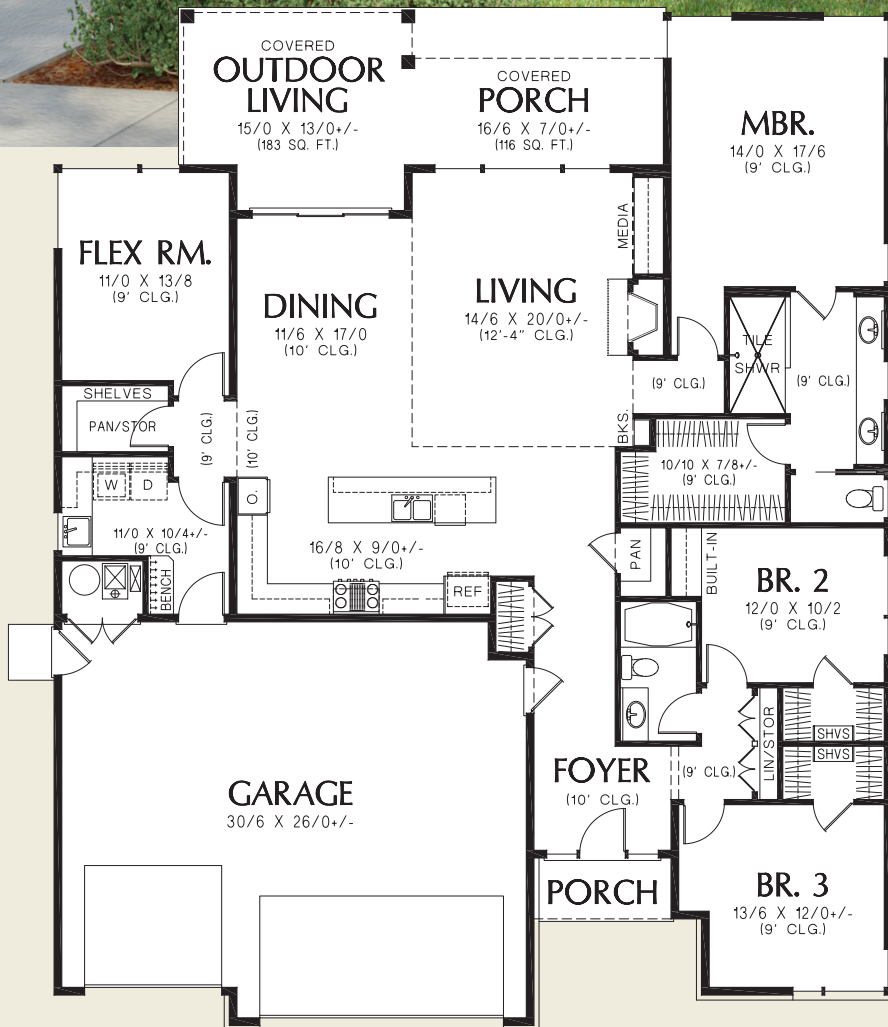 COVERED
OUTDOOR
LIVING
15/0 X 13/0+/-
(183 SQ. FT.)
COVERED
PORCH
16/6 X 7/0+/-
(116 SQ. FT.)
MBR.
14/0 X 17/6
(9' CLG.)
FLEX RM.
11/0 X 13/8
(9' CLG.)
DINING
11/6 X 17/0
(10' CLG.)
LIVING
14/6 X 20/0+/-
(12'-4" CLG.)
MEDIA
TILE
SHWR
(9' CLG.)
(9' CLG.)
SHELVES
PAN/STOR
(9' CLG.)
(10' CLG.)
BKS.
10/10 X 7/8+/-
(9' CLG.)
W
D
O.
11/0 X 10/4+/-
(9' CLG.)
BENCH
16/8 X 9/0+/-
(10' CLG.)
REF
PAN
BUILT-IN
BR. 2
12/0 X 10/2
(9' CLG.)
SHVS
SHVS
LIN/STOR
(9' CLG.)
FOYER
(10' CLG.)
GARAGE
30/6 X 26/0+/-
PORCH
BR. 3
13/6 X 12/0+/-
(9' CLG.)